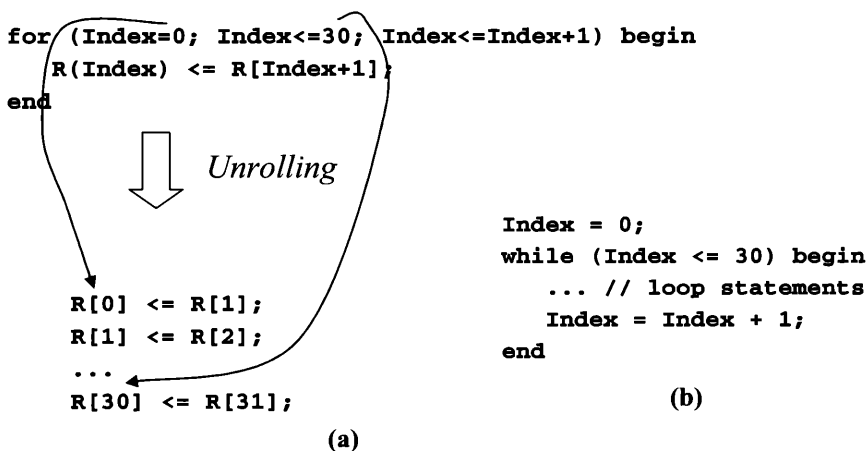 for (Index=0; Index<=30; Index<=Index+1) begin
R(Index) <= R[Index+1];
end
Unrolling
R[0] <= R[1];
R[1] <= R[2];
...
R[30] <= R[31];
(a)
Index = 0;
while (Index <= 30) begin
... // loop statements
Index = Index + 1;
end
(b)